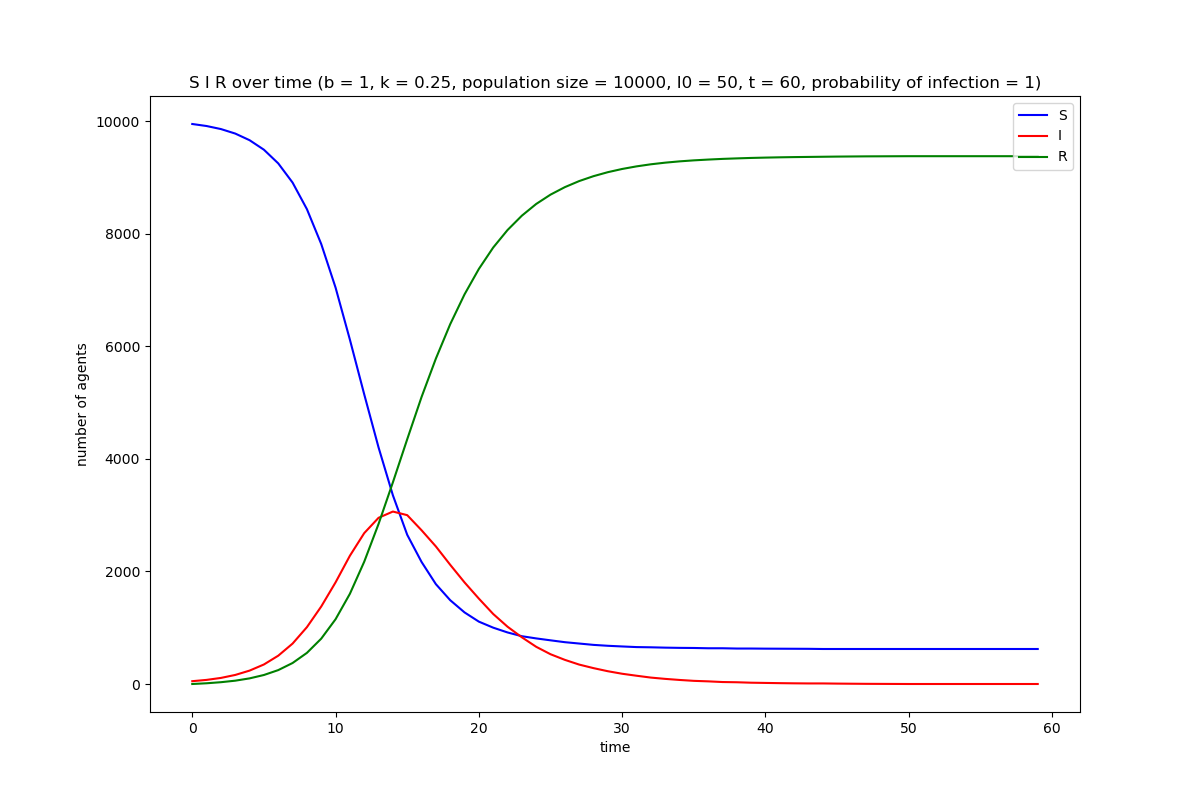 S I R over time (b = 1, k = 0.25, population size = 10000, I0 = 50, t = 60, probability of infection = 1)
S
I
R
10000
8000
6000
4000
2000
0
number of agents
0 10 20 30 40 50 60
time